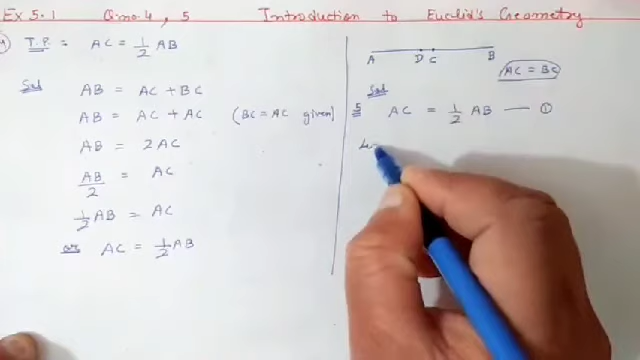 Ex 5.1 Q.no.4, 5 Introduction to Euclid's Geometry
T.P. = AC = 1/2 AB
Sol
AB = AC + BC
AB = AC + AC (BC = AC given)
AB = 2AC
AB/2 = AC
1/2 AB = AC
or AC = 1/2 AB
A D C B
AC = BC
Sol
5 AC = 1/2 AB — ①